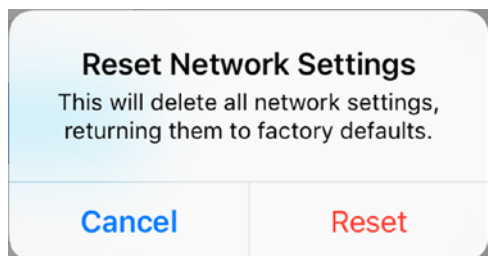 Reset Network Settings
This will delete all network settings,
returning them to factory defaults.
Cancel Reset